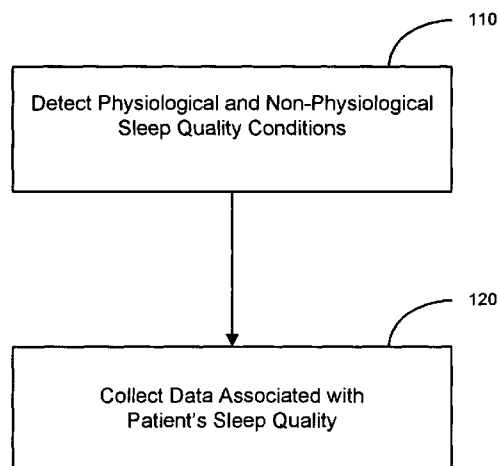 110
Detect Physiological and Non-Physiological
Sleep Quality Conditions
120
Collect Data Associated with
Patient's Sleep Quality